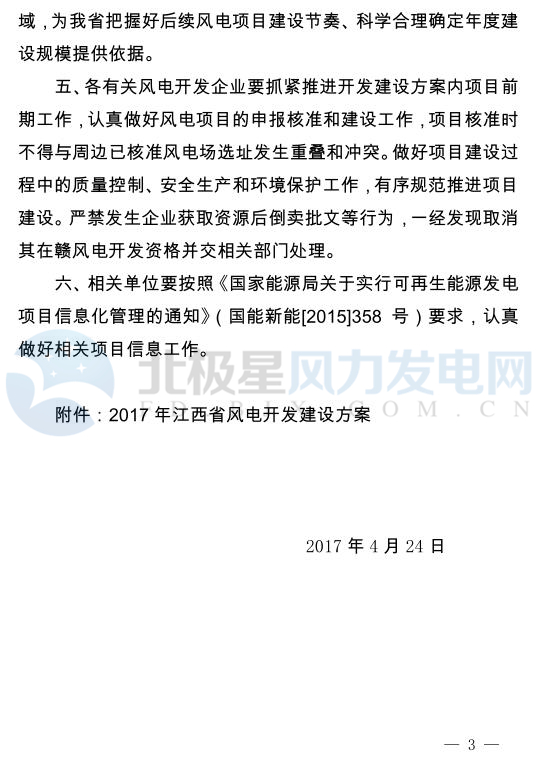 域，为我省把握好后续风电项目建设节奏、科学合理确定年度建
设规模提供依据。
五、各有关风电开发企业要抓紧推进开发建设方案内项目前
期工作，认真做好风电项目的申报核准和建设工作，项目核准时
不得与周边已核准风电场选址发生重叠和冲突。做好项目建设过
程中的质量控制、安全生产和环境保护工作，有序规范推进项目
建设。严禁发生企业获取资源后倒卖批文等行为，一经发现取消
其在赣风电开发资格并交相关部门处理。
六、相关单位要按照《国家能源局关于实行可再生能源发电
项目信息化管理的通知》（国能新能[2015]358 号）要求，认真
做好相关项目信息工作。
北极星风力发电网
FD.BJX.COM.CN
附件：2017 年江西省风电开发建设方案
2017 年 4 月 24 日
— 3 —